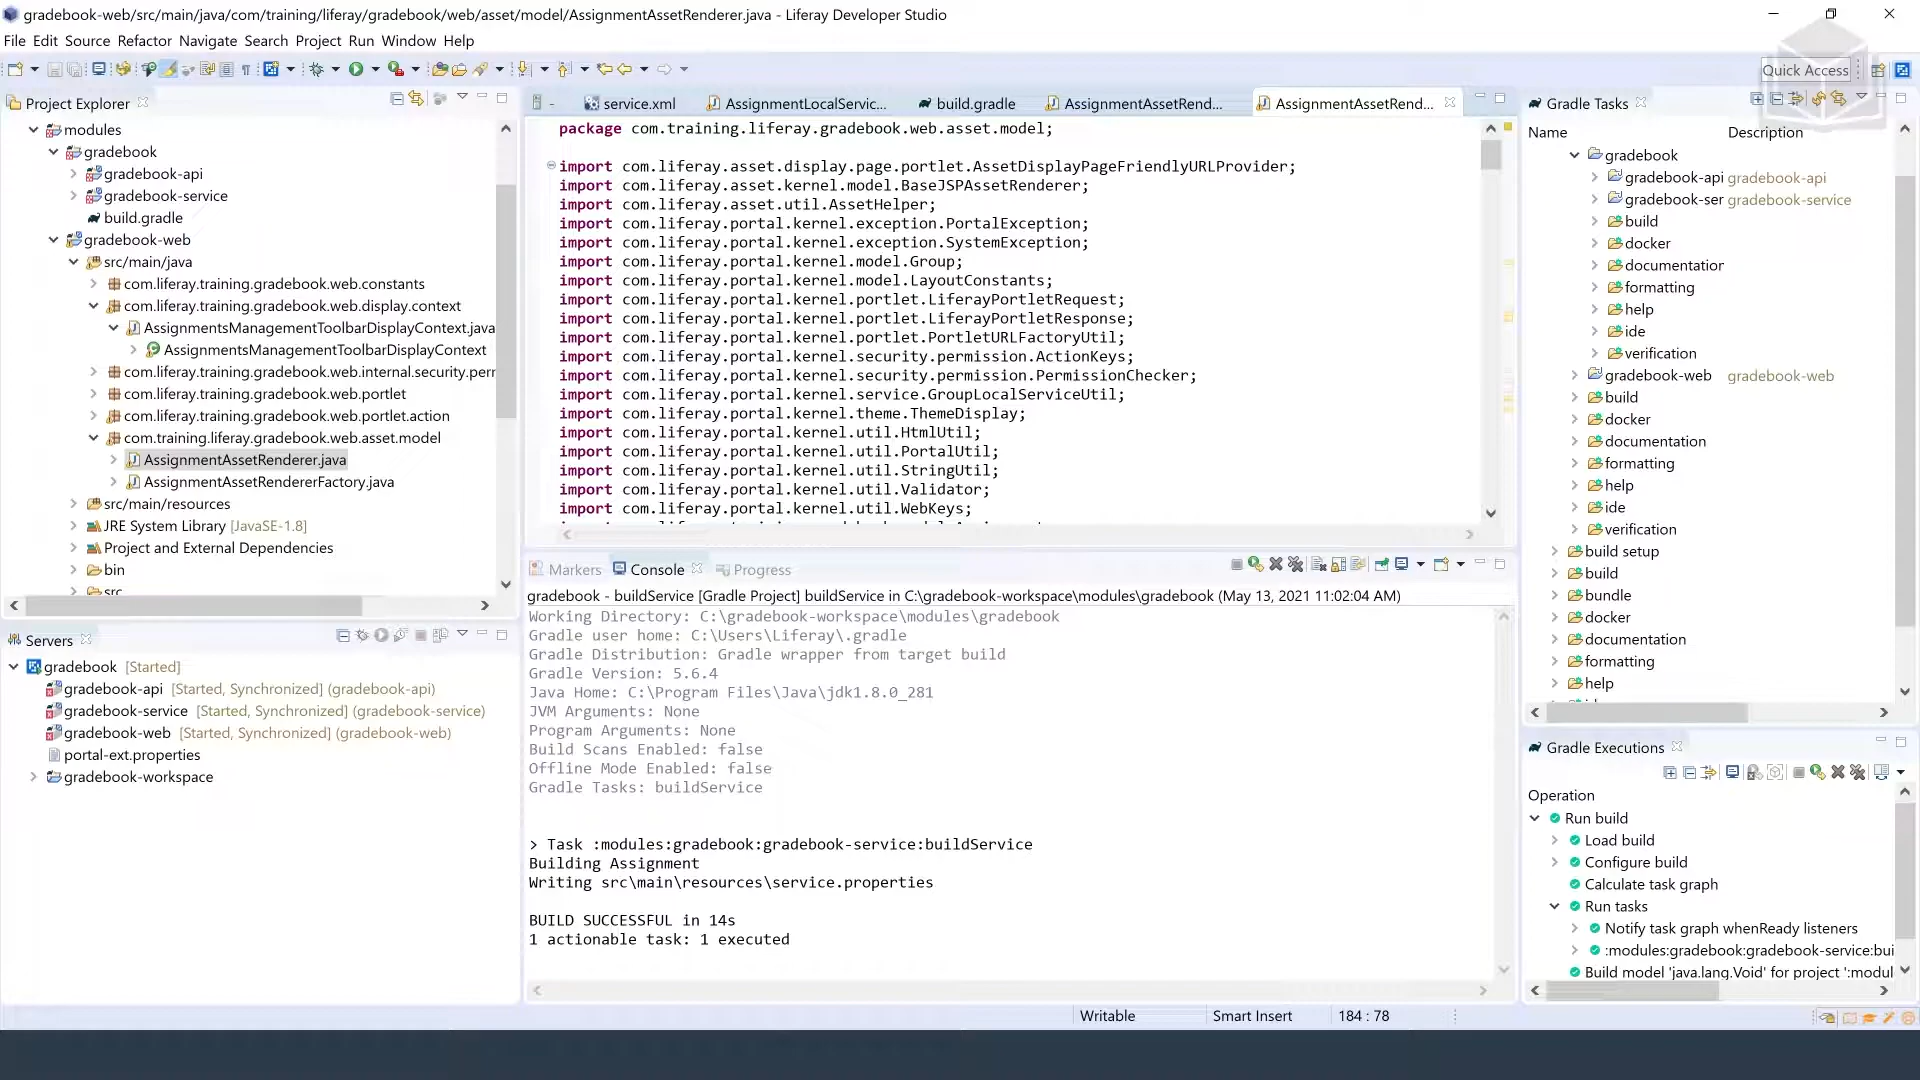 gradebook-web/src/main/java/com/training/liferay/gradebook/web/asset/model/AssignmentAssetRenderer.java - Liferay Developer Studio
File Edit Source Refactor Navigate Search Project Run Window Help
Quick Access
Project Explorer
modules
gradebook
gradebook-api
gradebook-service
build.gradle
gradebook-web
src/main/java
com.liferay.training.gradebook.web.constants
com.liferay.training.gradebook.web.display.context
AssignmentsManagementToolbarDisplayContext.java
AssignmentsManagementToolbarDisplayContext
com.liferay.training.gradebook.web.internal.security.perr
com.liferay.training.gradebook.web.portlet
com.liferay.training.gradebook.web.portlet.action
com.training.liferay.gradebook.web.asset.model
AssignmentAssetRenderer.java
AssignmentAssetRendererFactory.java
src/main/resources
JRE System Library [JavaSE-1.8]
Project and External Dependencies
bin
src
Servers
gradebook [Started]
gradebook-api [Started, Synchronized] (gradebook-api)
gradebook-service [Started, Synchronized] (gradebook-service)
gradebook-web [Started, Synchronized] (gradebook-web)
portal-ext.properties
gradebook-workspace
- service.xml AssignmentLocalServic... build.gradle AssignmentAssetRend... AssignmentAssetRend...
package com.training.liferay.gradebook.web.asset.model;
import com.liferay.asset.display.page.portlet.AssetDisplayPageFriendlyURLProvider;
import com.liferay.asset.kernel.model.BaseJSPAssetRenderer;
import com.liferay.asset.util.AssetHelper;
import com.liferay.portal.kernel.exception.PortalException;
import com.liferay.portal.kernel.exception.SystemException;
import com.liferay.portal.kernel.model.Group;
import com.liferay.portal.kernel.model.LayoutConstants;
import com.liferay.portal.kernel.portlet.LiferayPortletRequest;
import com.liferay.portal.kernel.portlet.LiferayPortletResponse;
import com.liferay.portal.kernel.portlet.PortletURLFactoryUtil;
import com.liferay.portal.kernel.security.permission.ActionKeys;
import com.liferay.portal.kernel.security.permission.PermissionChecker;
import com.liferay.portal.kernel.service.GroupLocalServiceUtil;
import com.liferay.portal.kernel.theme.ThemeDisplay;
import com.liferay.portal.kernel.util.HtmlUtil;
import com.liferay.portal.kernel.util.PortalUtil;
import com.liferay.portal.kernel.util.StringUtil;
import com.liferay.portal.kernel.util.Validator;
import com.liferay.portal.kernel.util.WebKeys;
Markers Console Progress
gradebook - buildService [Gradle Project] buildService in C:\gradebook-workspace\modules\gradebook (May 13, 2021 11:02:04 AM)
Working Directory: C:\gradebook-workspace\modules\gradebook
Gradle user home: C:\Users\Liferay\.gradle
Gradle Distribution: Gradle wrapper from target build
Gradle Version: 5.6.4
Java Home: C:\Program Files\Java\jdk1.8.0_281
JVM Arguments: None
Program Arguments: None
Build Scans Enabled: false
Offline Mode Enabled: false
Gradle Tasks: buildService
> Task :modules:gradebook:gradebook-service:buildService
Building Assignment
Writing src\main\resources\service.properties
BUILD SUCCESSFUL in 14s
1 actionable task: 1 executed
Gradle Tasks
Name Description
gradebook
gradebook-api gradebook-api
gradebook-ser gradebook-service
build
docker
documentation
formatting
help
ide
verification
gradebook-web gradebook-web
build
docker
documentation
formatting
help
ide
verification
build setup
build
bundle
docker
documentation
formatting
help
Gradle Executions
Operation
Run build
Load build
Configure build
Calculate task graph
Run tasks
Notify task graph whenReady listeners
:modules:gradebook:gradebook-service:bui
Build model 'java.lang.Void' for project ':modul
Writable Smart Insert 184 : 78